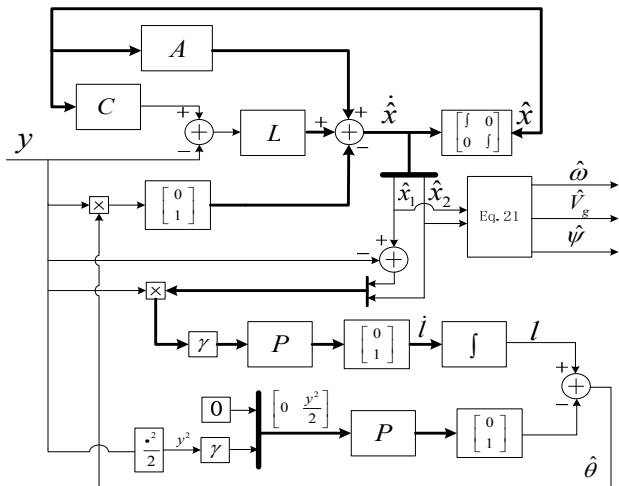 A
C
+
−
L
+
+
−
+
ẋ̂
[∫ 0
0 ∫]
x̂
y
×
[0
1]
x̂₁
x̂₂
Eq. 21
ω̂
V̂_g
ψ̂
+
−
+
×
γ
P
[0
1]
l̇
∫
l
+
−
+
0
[0 y²/2]
P
[0
1]
•²/2
y²
γ
θ̂